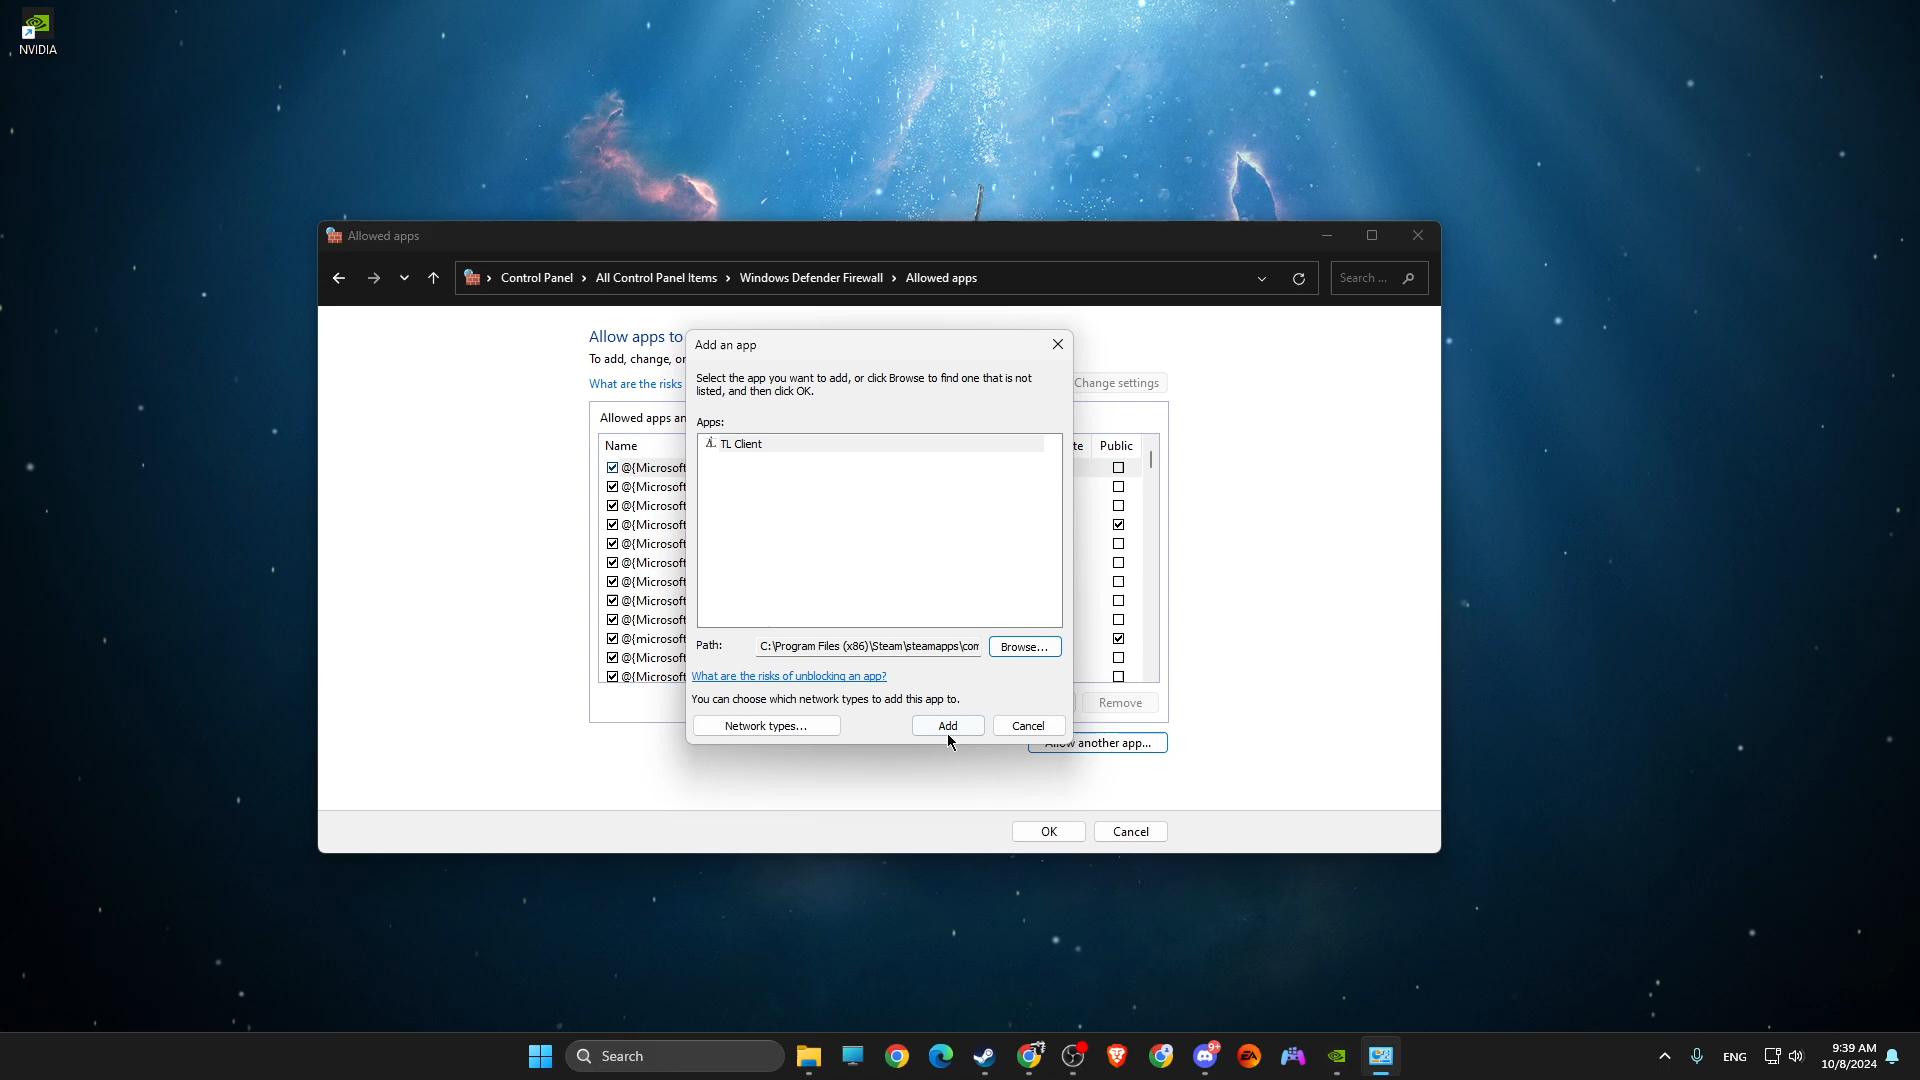 NVIDIA
Allowed apps
Control Panel › All Control Panel Items › Windows Defender Firewall › Allowed apps
Search ...
Allow apps to
To add, change, or
What are the risks
Change settings
Allowed apps an
Name
te
Public
@{Microsoft
@{Microsoft
@{Microsoft
@{Microsoft
@{Microsoft
@{Microsoft
@{Microsoft
@{Microsoft
@{Microsoft
@{microsoft
@{Microsoft
@{Microsoft
Remove
Allow another app...
OK
Cancel
Add an app
Select the app you want to add, or click Browse to find one that is not
listed, and then click OK.
Apps:
TL Client
Path:
C:\Program Files (x86)\Steam\steamapps\com
Browse...
What are the risks of unblocking an app?
You can choose which network types to add this app to.
Network types...
Add
Cancel
Search
9+
EA
ENG
9:39 AM
10/8/2024